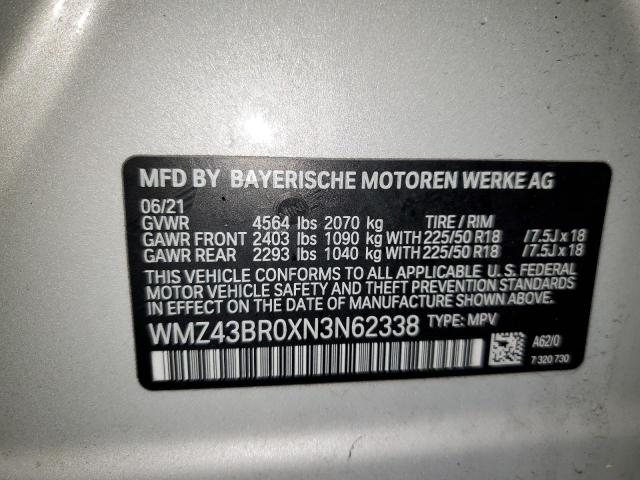 MFD BY BAYERISCHE MOTOREN WERKE AG
06/21
GVWR 4564 lbs 2070 kg TIRE / RIM
GAWR FRONT 2403 lbs 1090 kg WITH 225/50 R18 /7.5J x 18
GAWR REAR 2293 lbs 1040 kg WITH 225/50 R18 /7.5J x 18
THIS VEHICLE CONFORMS TO ALL APPLICABLE U. S. FEDERAL
MOTOR VEHICLE SAFETY AND THEFT PREVENTION STANDARDS
IN EFFECT ON THE DATE OF MANUFACTURE SHOWN ABOVE.
WMZ43BR0XN3N62338 TYPE: MPV
A62/0
7 320 730